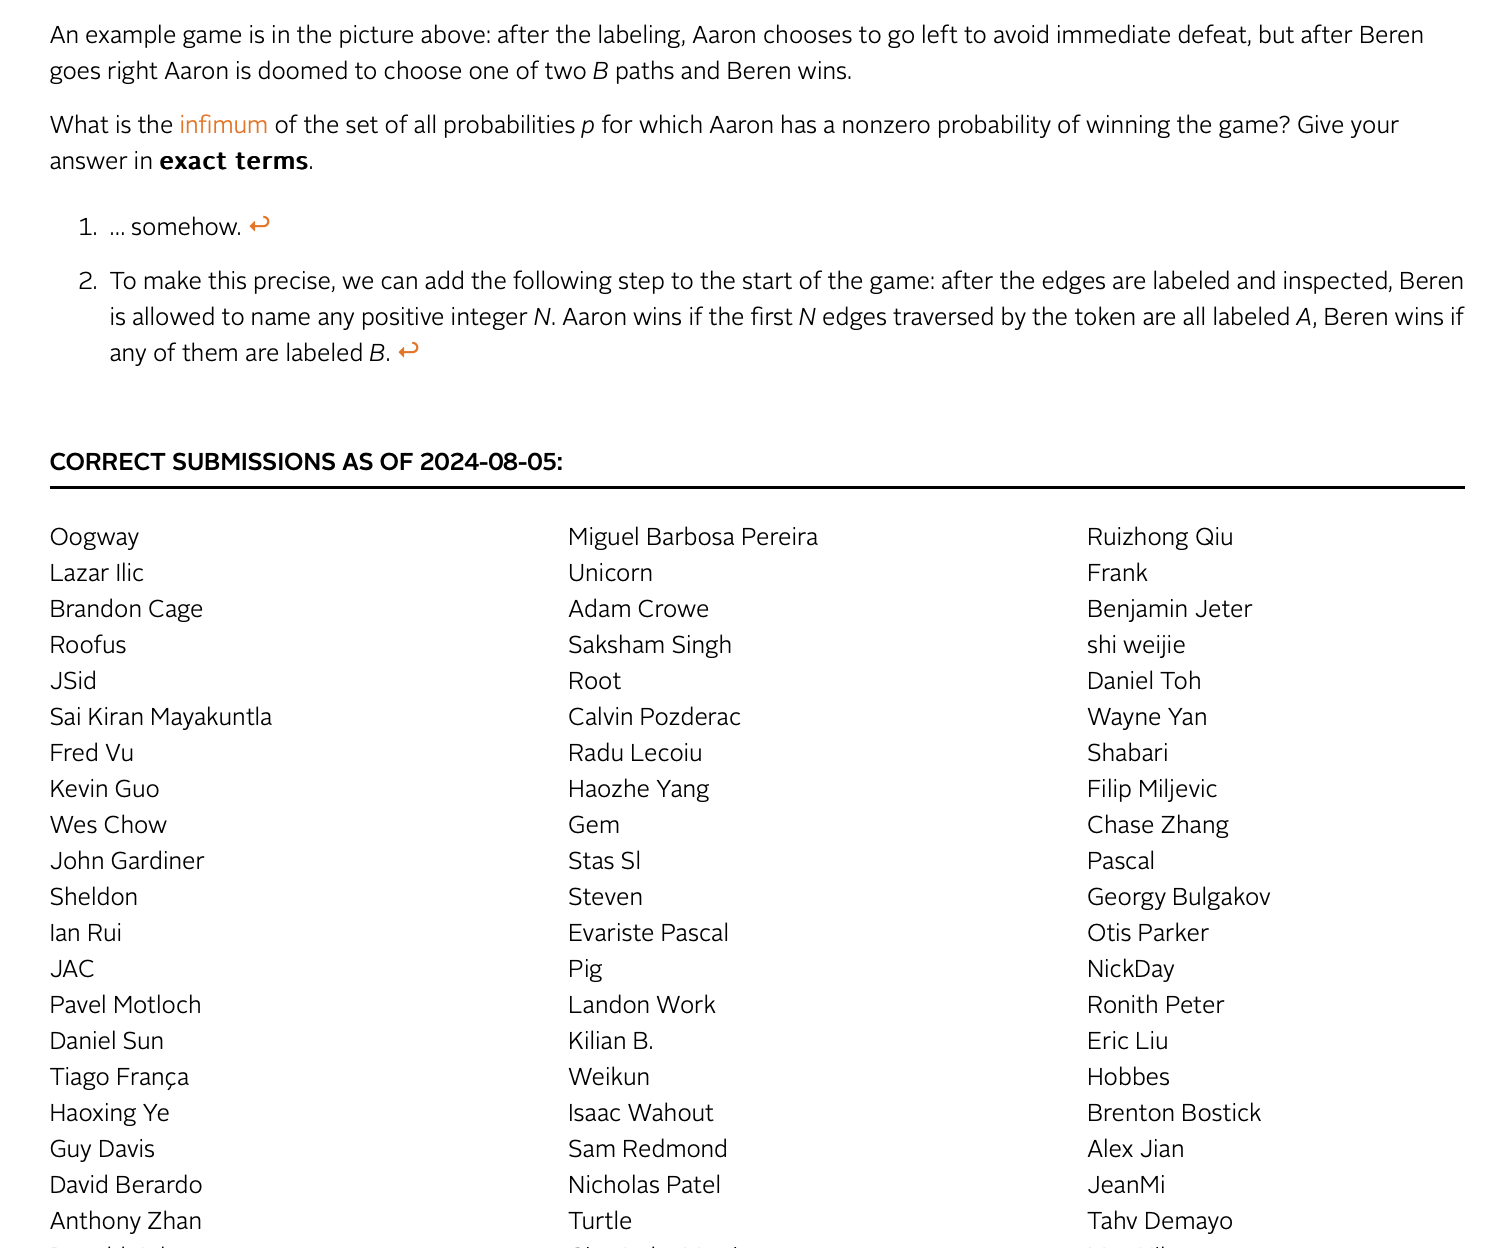 An example game is in the picture above: after the labeling, Aaron chooses to go left to avoid immediate defeat, but after Beren
goes right Aaron is doomed to choose one of two B paths and Beren wins.
What is the infimum of the set of all probabilities p for which Aaron has a nonzero probability of winning the game? Give your
answer in exact terms.
1. ... somehow. ↩
2. To make this precise, we can add the following step to the start of the game: after the edges are labeled and inspected, Beren
is allowed to name any positive integer N. Aaron wins if the first N edges traversed by the token are all labeled A, Beren wins if
any of them are labeled B. ↩
CORRECT SUBMISSIONS AS OF 2024-08-05:
Oogway
Lazar Ilic
Brandon Cage
Roofus
JSid
Sai Kiran Mayakuntla
Fred Vu
Kevin Guo
Wes Chow
John Gardiner
Sheldon
Ian Rui
JAC
Pavel Motloch
Daniel Sun
Tiago França
Haoxing Ye
Guy Davis
David Berardo
Anthony Zhan
Miguel Barbosa Pereira
Unicorn
Adam Crowe
Saksham Singh
Root
Calvin Pozderac
Radu Lecoiu
Haozhe Yang
Gem
Stas Sl
Steven
Evariste Pascal
Pig
Landon Work
Kilian B.
Weikun
Isaac Wahout
Sam Redmond
Nicholas Patel
Turtle
Ruizhong Qiu
Frank
Benjamin Jeter
shi weijie
Daniel Toh
Wayne Yan
Shabari
Filip Miljevic
Chase Zhang
Pascal
Georgy Bulgakov
Otis Parker
NickDay
Ronith Peter
Eric Liu
Hobbes
Brenton Bostick
Alex Jian
JeanMi
Tahv Demayo